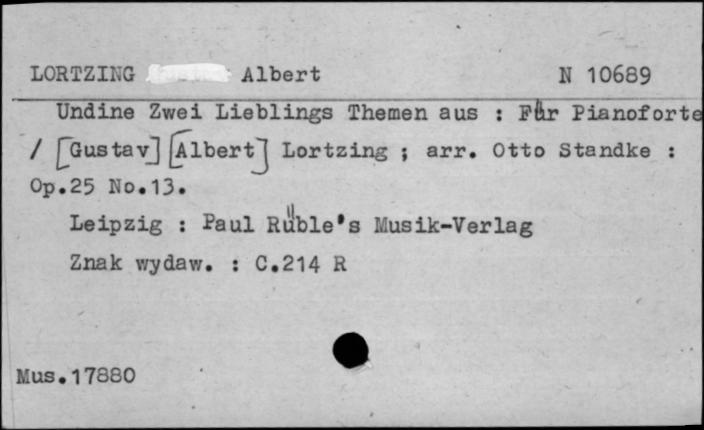 LORTZING Albert N 10689
Undine Zwei Lieblings Themen aus : Für Pianoforte
/ [Gustav] [Albert] Lortzing ; arr. Otto Standke :
Op.25 No.13.
Leipzig : Paul Rüble's Musik-Verlag
Znak wydaw. : C.214 R
Mus.17880